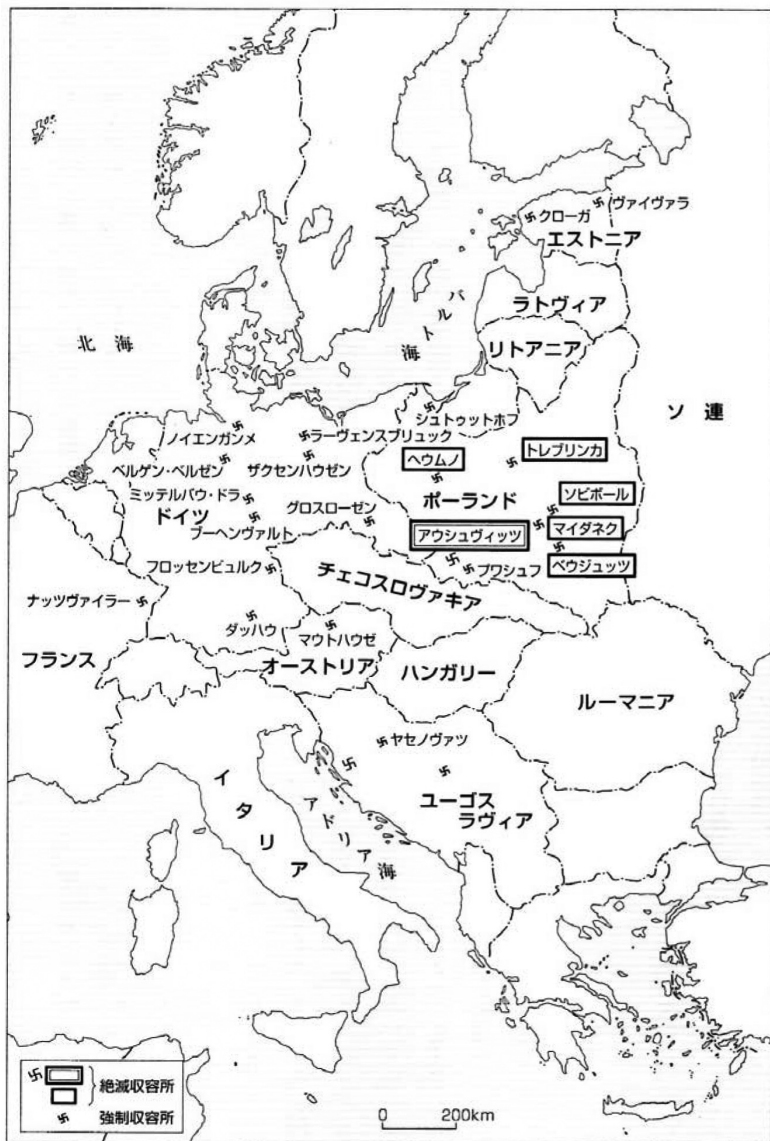 ヴァイヴァラ
クローガ
エストニア
ラトヴィア
リトアニア
バルト海
北海
ソ連
シュトゥットホフ
ノイエンガンメ
ラーヴェンスブリュック
ヘウムノ
トレブリンカ
ベルゲン・ベルゼン
ザクセンハウゼン
ミッテルバウ・ドラ
ポーランド
ソビボール
ドイツ
グロスローゼン
ブーヘンヴァルト
アウシュヴィッツ
マイダネク
フロッセンビュルク
プワシュフ
ベウジェッツ
チェコスロヴァキア
ナッツヴァイラー
ダッハウ
マウトハウゼ
フランス
オーストリア
ハンガリー
ルーマニア
ヤセノヴァツ
イタリア
アドリア海
ユーゴス
ラヴィア
絶滅収容所
強制収容所
0 200km